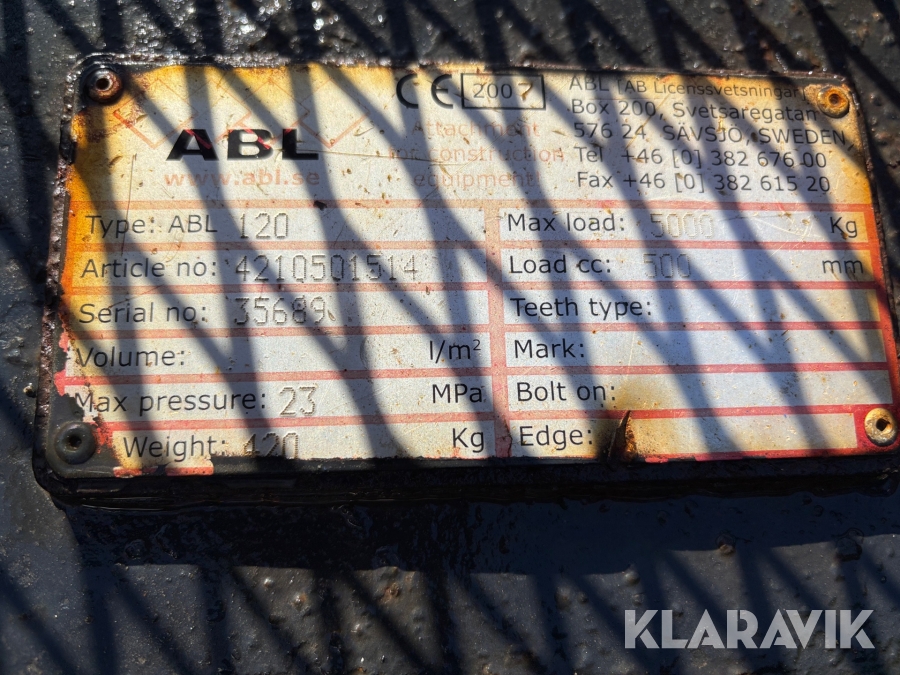 CE 2007
ABL (AB Licenssvetsningar)
Box 200, Svetsaregatan
576 24, SÄVSJÖ, SWEDEN
Tel +46 [0] 382 676 00
Fax +46 [0] 382 615 20
ABL
www.abl.se
Attachment
for construction
equipment!
Type: ABL 120
Article no: 4210501514
Serial no: 35689
Volume: l/m²
Max pressure: 23 MPa
Weight: 420 Kg
Max load: 5000 Kg
Load cc: 500 mm
Teeth type:
Mark:
Bolt on:
Edge:
KLARAVIK